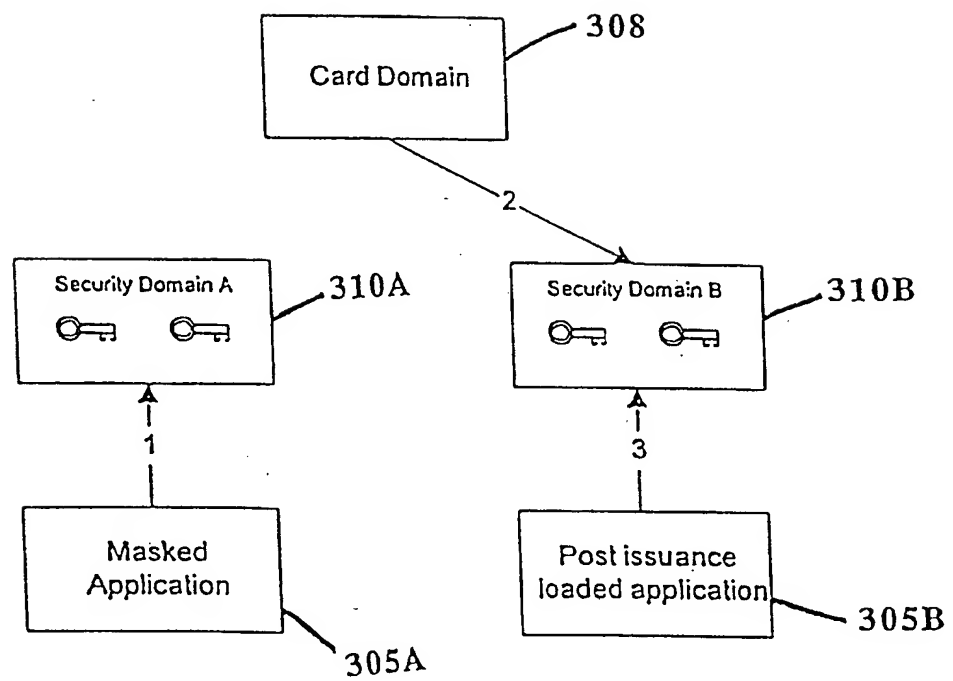 308
Card Domain
2
Security Domain A
310A
Security Domain B
310B
1
3
Masked
Application
305A
Post issuance
loaded application
305B